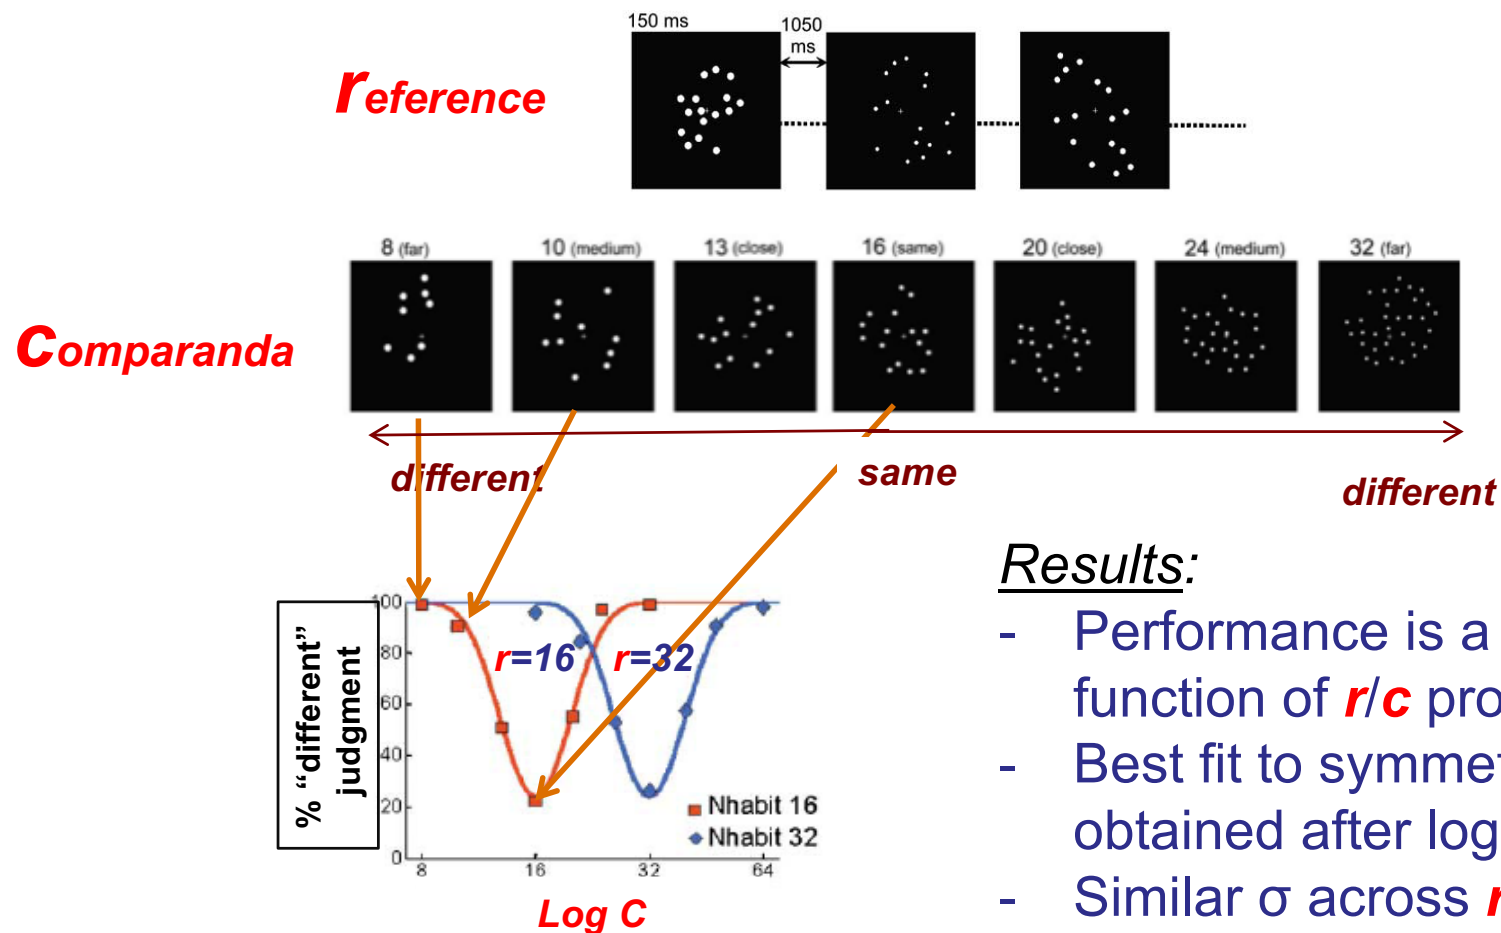 150 ms
1050
ms
reference
8 (far) 10 (medium) 13 (close) 16 (same) 20 (close) 24 (medium) 32 (far)
comparanda
different same different
Results:
- Performance is a
function of r/c
- Best fit to
obtained after log
- Similar σ across r
% “different”
judgment
100
80
60
40
20
0
r=16 r=32
Nhabit 16
Nhabit 32
8 16 32 64
Log C